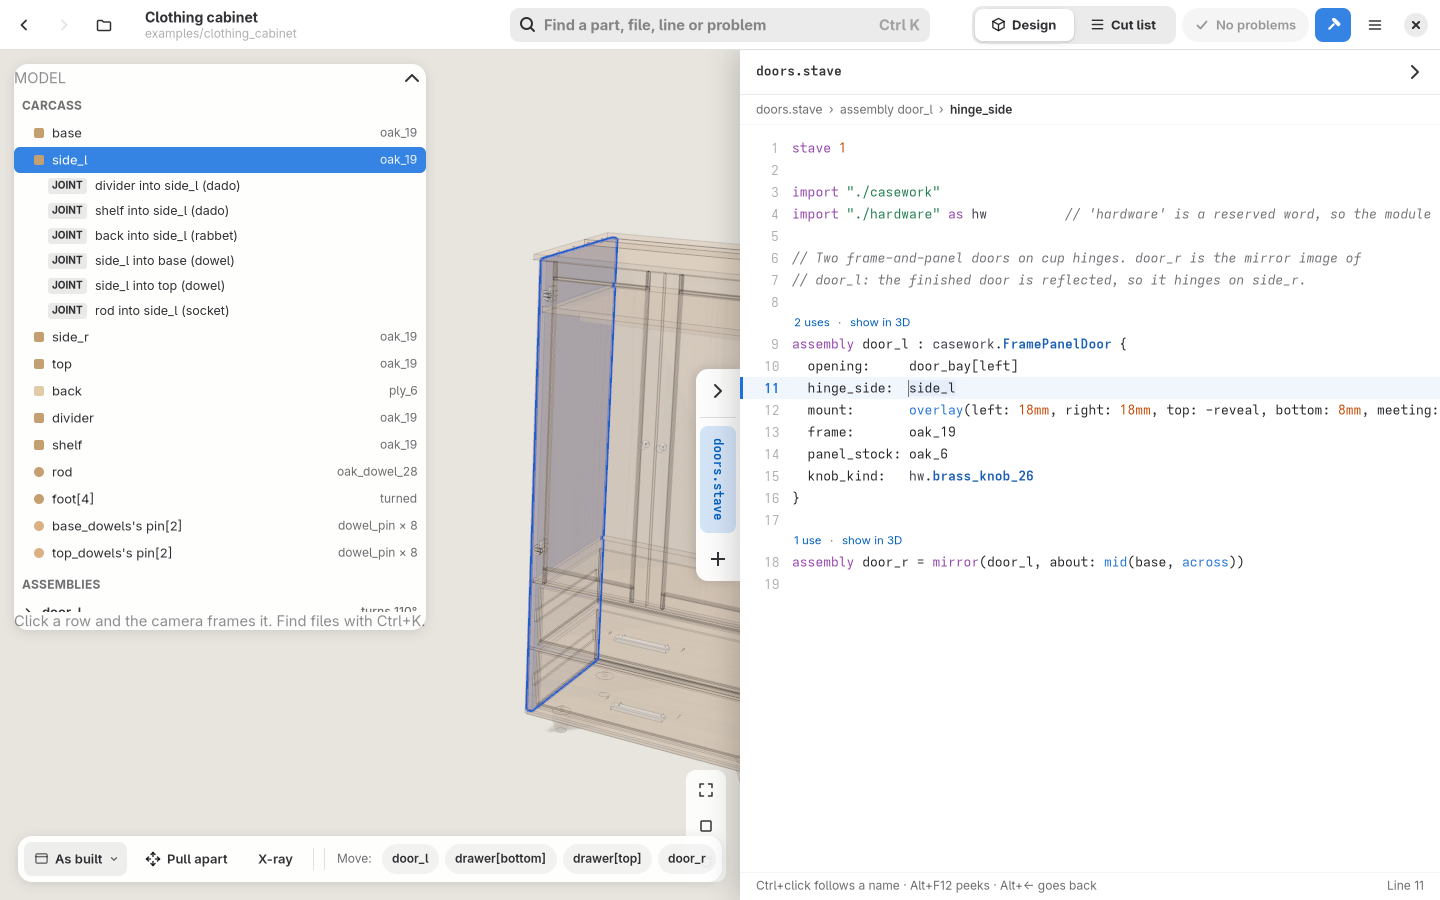 Clothing cabinet
examples/clothing_cabinet
Find a part, file, line or problem
Ctrl K
Design
Cut list
No problems
MODEL
CARCASS
base oak_19
side_l oak_19
JOINT divider into side_l (dado)
JOINT shelf into side_l (dado)
JOINT back into side_l (rabbet)
JOINT side_l into base (dowel)
JOINT side_l into top (dowel)
JOINT rod into side_l (socket)
side_r oak_19
top oak_19
back ply_6
divider oak_19
shelf oak_19
rod oak_dowel_28
foot[4] turned
base_dowels's pin[2] dowel_pin × 8
top_dowels's pin[2] dowel_pin × 8
ASSEMBLIES
door_l turns 110°
Click a row and the camera frames it. Find files with Ctrl+K.
doors.stave
As built
Pull apart
X-ray
Move:
door_l
drawer[bottom]
drawer[top]
door_r
doors.stave
doors.stave › assembly door_l › hinge_side
1 stave 1
2
3 import "./casework"
4 import "./hardware" as hw // 'hardware' is a reserved word, so the module
5
6 // Two frame-and-panel doors on cup hinges. door_r is the mirror image of
7 // door_l: the finished door is reflected, so it hinges on side_r.
8
2 uses · show in 3D
9 assembly door_l : casework.FramePanelDoor {
10 opening: door_bay[left]
11 hinge_side: side_l
12 mount: overlay(left: 18mm, right: 18mm, top: -reveal, bottom: 8mm, meeting:
13 frame: oak_19
14 panel_stock: oak_6
15 knob_kind: hw.brass_knob_26
16 }
17
1 use · show in 3D
18 assembly door_r = mirror(door_l, about: mid(base, across))
19
Ctrl+click follows a name · Alt+F12 peeks · Alt+← goes back
Line 11